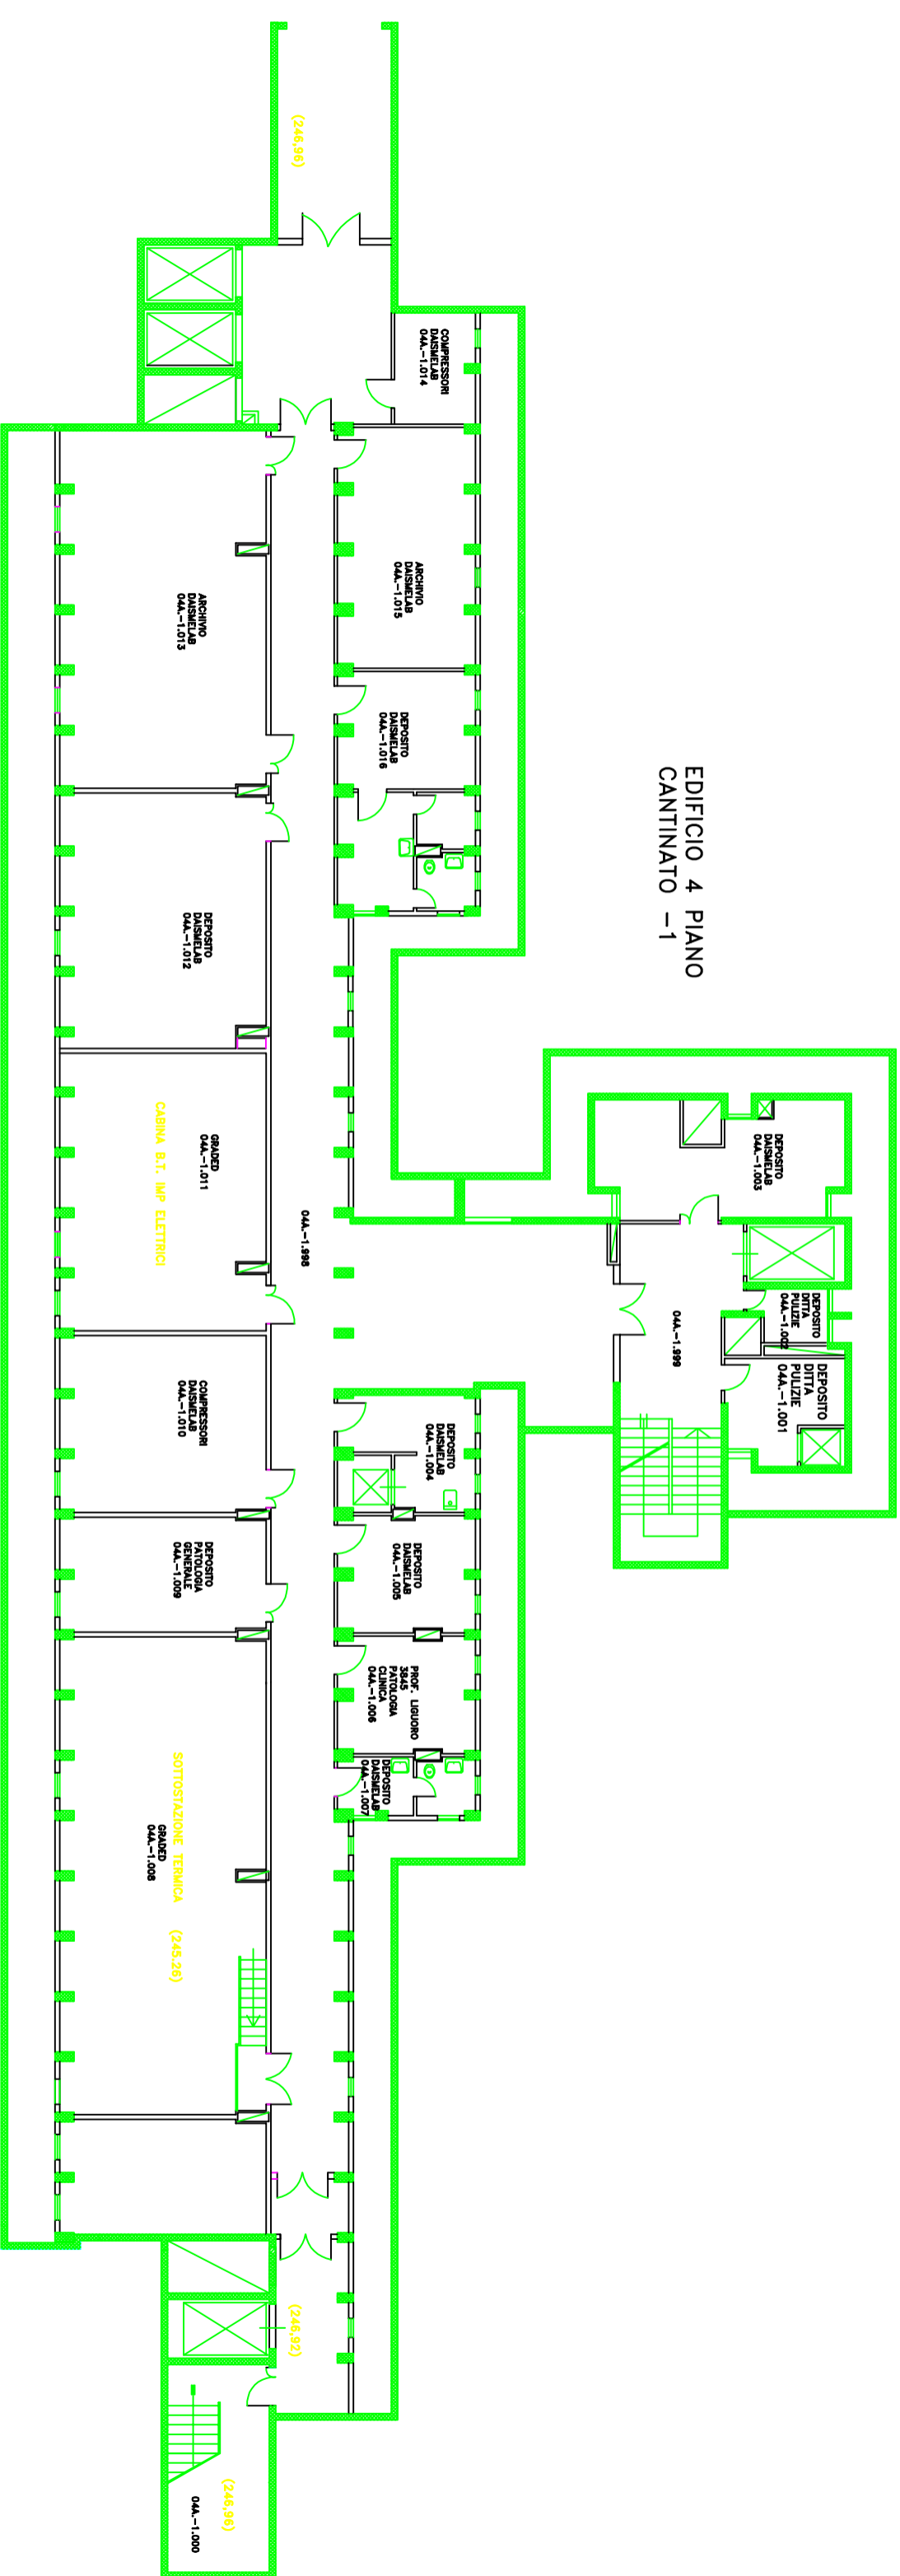 EDIFICIO 4 PIANO
CANTINATO -1
(246,96)
COMPRESSORI
DAISMELAB
04A.-1.014
ARCHIVIO
DAISMELAB
04A.-1.015
ARCHIVIO
DAISMELAB
04A.-1.013
DEPOSITO
DAISMELAB
04A.-1.016
DEPOSITO
DAISMELAB
04A.-1.012
GRADED
04A.-1.011
CABINA B.T. IMP ELETTRICI
04A.-1.998
DEPOSITO
DAISMELAB
04A.-1.003
DEPOSITO
DITTA
PULIZIE
04A.-1.002
DEPOSITO
DITTA
PULIZIE
04A.-1.001
04A.-1.999
COMPRESSORI
DAISMELAB
04A.-1.010
DEPOSITO
DAISMELAB
04A.-1.004
DEPOSITO
DAISMELAB
04A.-1.005
DEPOSITO
PATOLOGIA
GENERALE
04A.-1.009
PROF. LIGUORO
3845
PATOLOGIA
CLINICA
04A.-1.006
DEPOSITO
DAISMELAB
04A.-1.007
SOTTOSTAZIONE TERMICA (245.26)
GRADED
04A.-1.008
(246,92)
(246,96)
04A.-1.000